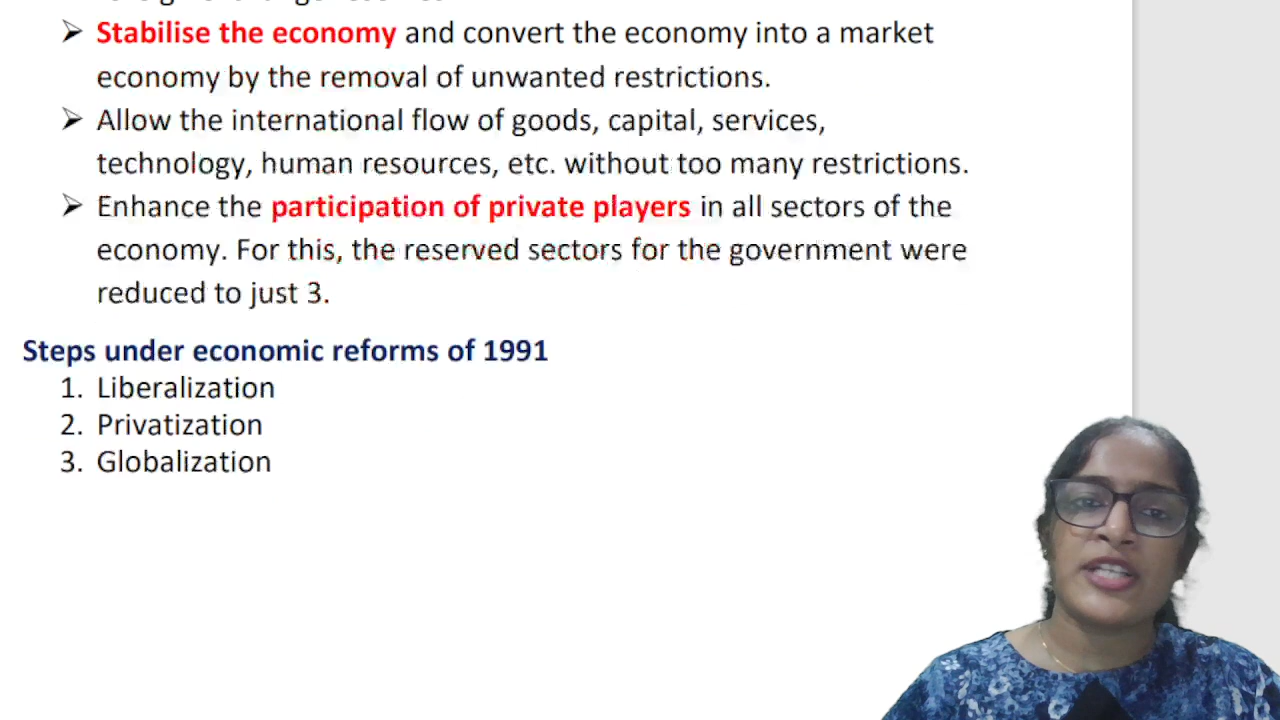 ➢ Stabilise the economy and convert the economy into a market
economy by the removal of unwanted restrictions.
➢ Allow the international flow of goods, capital, services,
technology, human resources, etc. without too many restrictions.
➢ Enhance the participation of private players in all sectors of the
economy. For this, the reserved sectors for the government were
reduced to just 3.
Steps under economic reforms of 1991
1. Liberalization
2. Privatization
3. Globalization